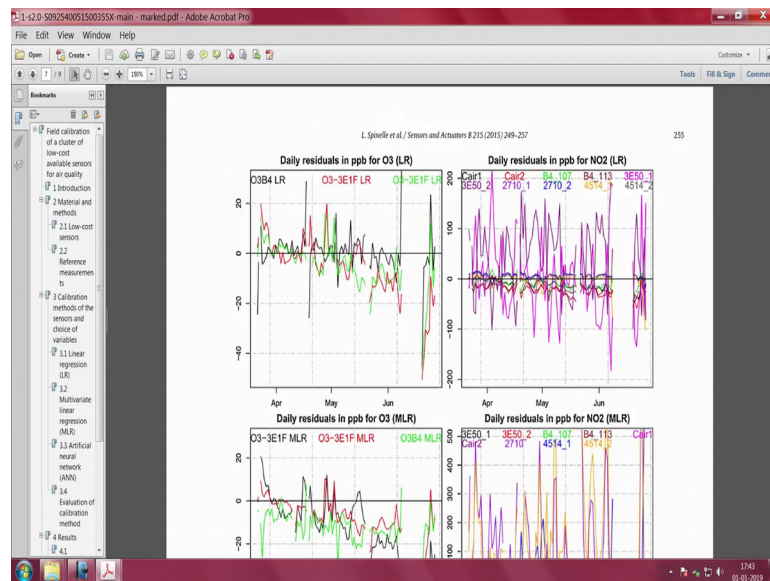 1-s2.0-S092540051500355X-main - marked.pdf - Adobe Acrobat Pro
File Edit View Window Help
Open Create Customize
7 / 9 150% Tools Fill & Sign Commen
Bookmarks
Field calibration
of a cluster of
low-cost
available sensors
for air quality
1 Introduction
2 Material and
methods
2.1 Low-cost
sensors
2.2
Reference
measuremen
ts
3 Calibration
methods of the
sensors and
choice of
variables
3.1 Linear
regression
(LR)
3.2
Multivariate
linear
regression
(MLR)
3.3 Artificial
neural
network
(ANN)
3.4
Evaluation of
calibration
method
4 Results
4.1
L. Spinelle et al. / Sensors and Actuators B 215 (2015) 249–257 255
Daily residuals in ppb for O3 (LR)
O3B4 LR O3−3E1F LR O3−3E1F LR
20
0
−20
−40
Apr May Jun
Daily residuals in ppb for NO2 (LR)
Cair1 Cair2 B4_107 B4_113 3E50_1
3E50_2 2710_1 2710_2 4514_1 4514_2
200
100
0
−100
−200
Apr May Jun
Daily residuals in ppb for O3 (MLR)
O3−3E1F MLR O3−3E1F MLR O3B4 MLR
20
0
−20
Daily residuals in ppb for NO2 (MLR)
3E50_1 3E50_2 B4_107 B4_113 Cair1
Cair2 2710 4514_1 4514_2
500
400
300
200
100
17:43
01-01-2019